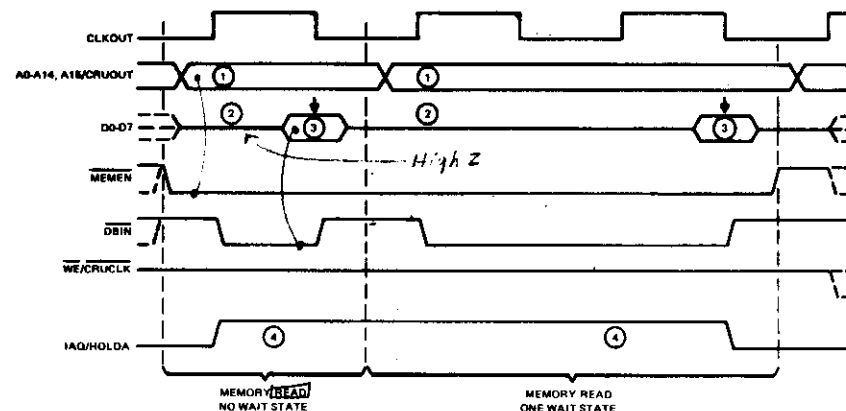 CLKOUT
A0-A14, A15/CRUOUT
1
1
D0-D7
2
3
2
3
High Z
MEMEN
DBIN
WE/CRUCLK
IAQ/HOLDA
4
4
MEMORY READ
NO WAIT STATE
MEMORY READ
ONE WAIT STATE